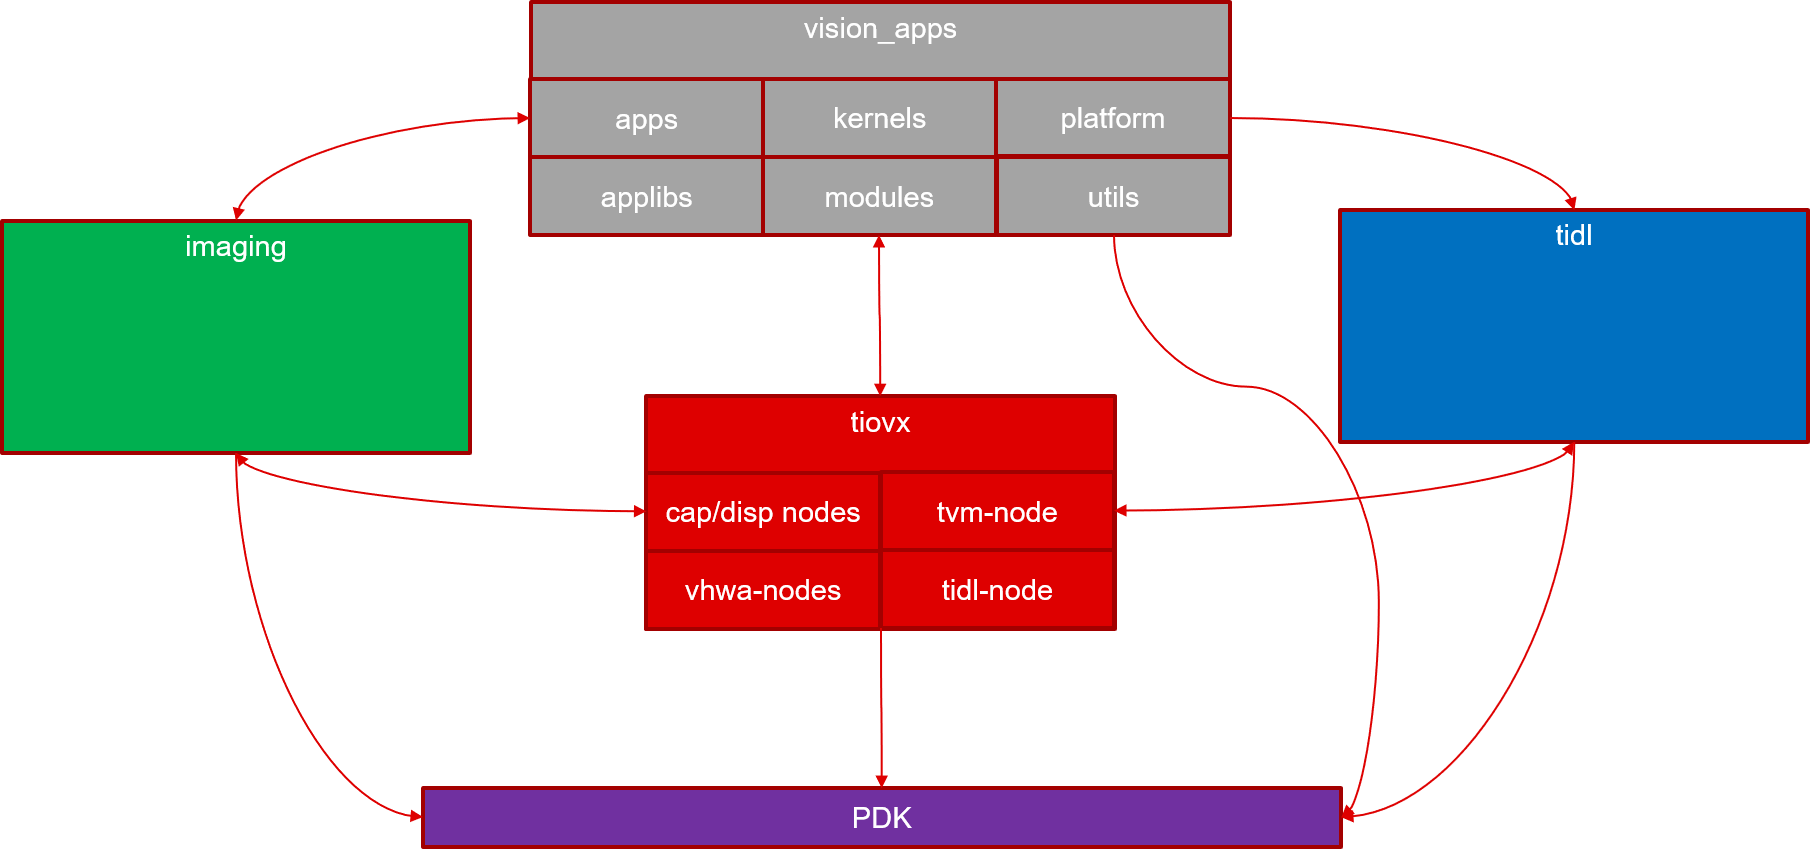 vision_apps
apps
kernels
platform
applibs
modules
utils
imaging
tidl
tiovx
cap/disp nodes
tvm-node
vhwa-nodes
tidl-node
PDK